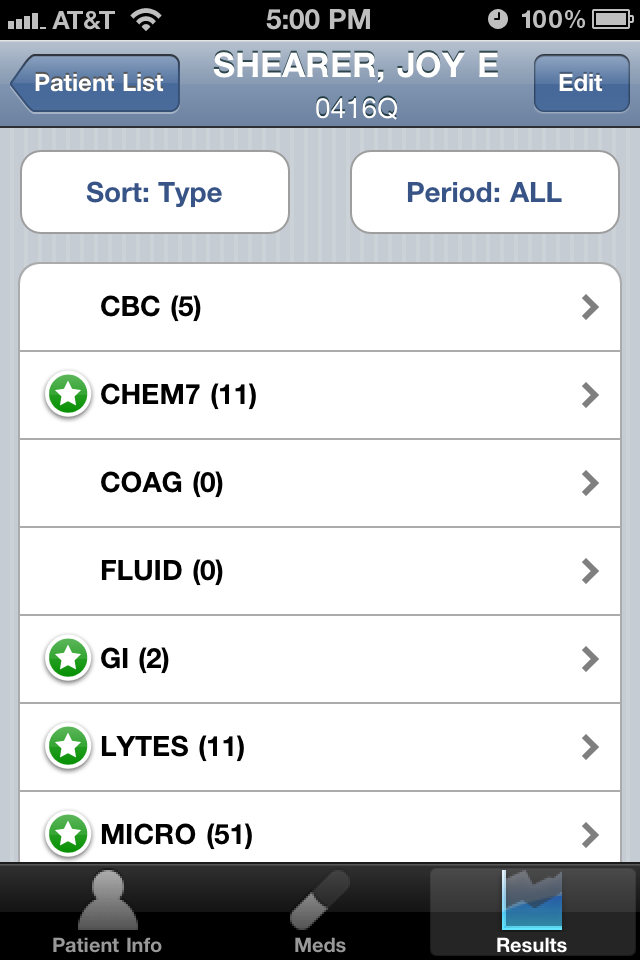 AT&T 5:00 PM 100%
Patient List SHEARER, JOY E Edit
0416Q
Sort: Type Period: ALL
CBC (5)
CHEM7 (11)
COAG (0)
FLUID (0)
GI (2)
LYTES (11)
MICRO (51)
Patient Info Meds Results